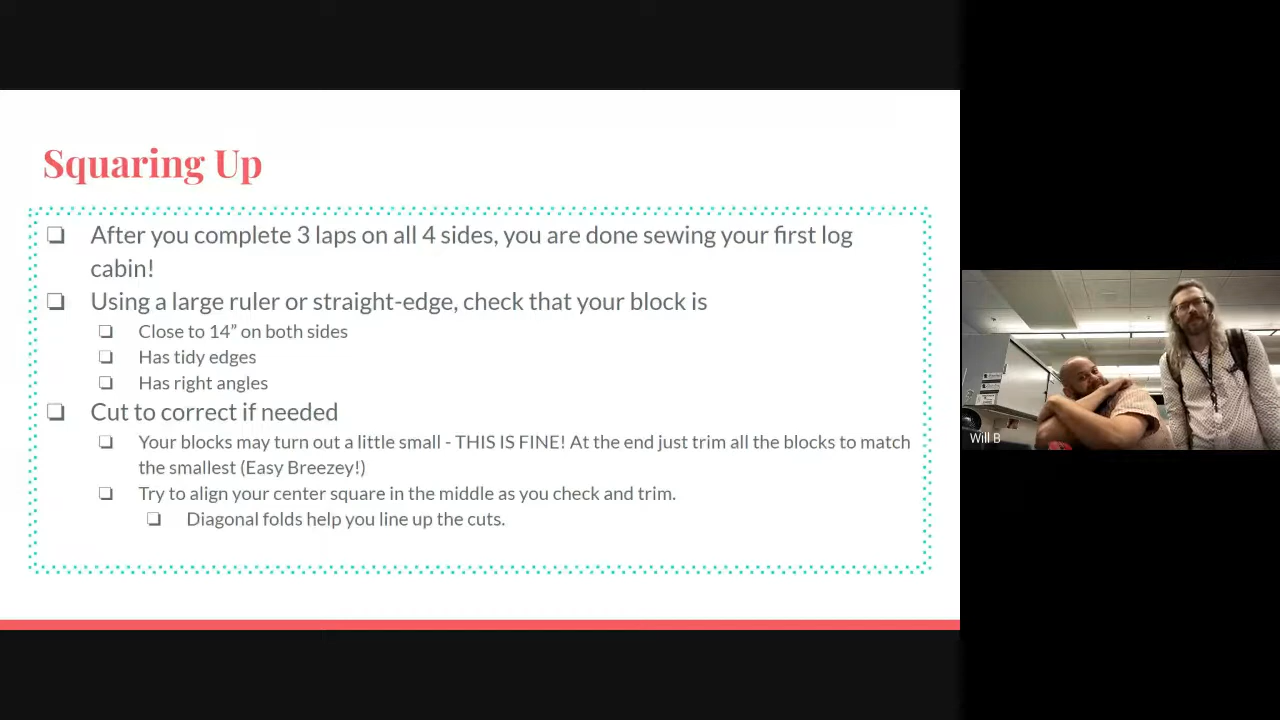 Squaring Up
After you complete 3 laps on all 4 sides, you are done sewing your first log
cabin!
Using a large ruler or straight-edge, check that your block is
Close to 14” on both sides
Has tidy edges
Has right angles
Cut to correct if needed
Your blocks may turn out a little small - THIS IS FINE! At the end just trim all the blocks to match
the smallest (Easy Breezey!)
Try to align your center square in the middle as you check and trim.
Diagonal folds help you line up the cuts.
Will B